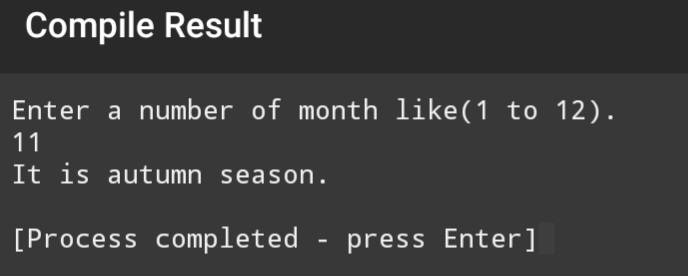 Compile Result
Enter a number of month like(1 to 12).
11
It is autumn season.
[Process completed - press Enter]